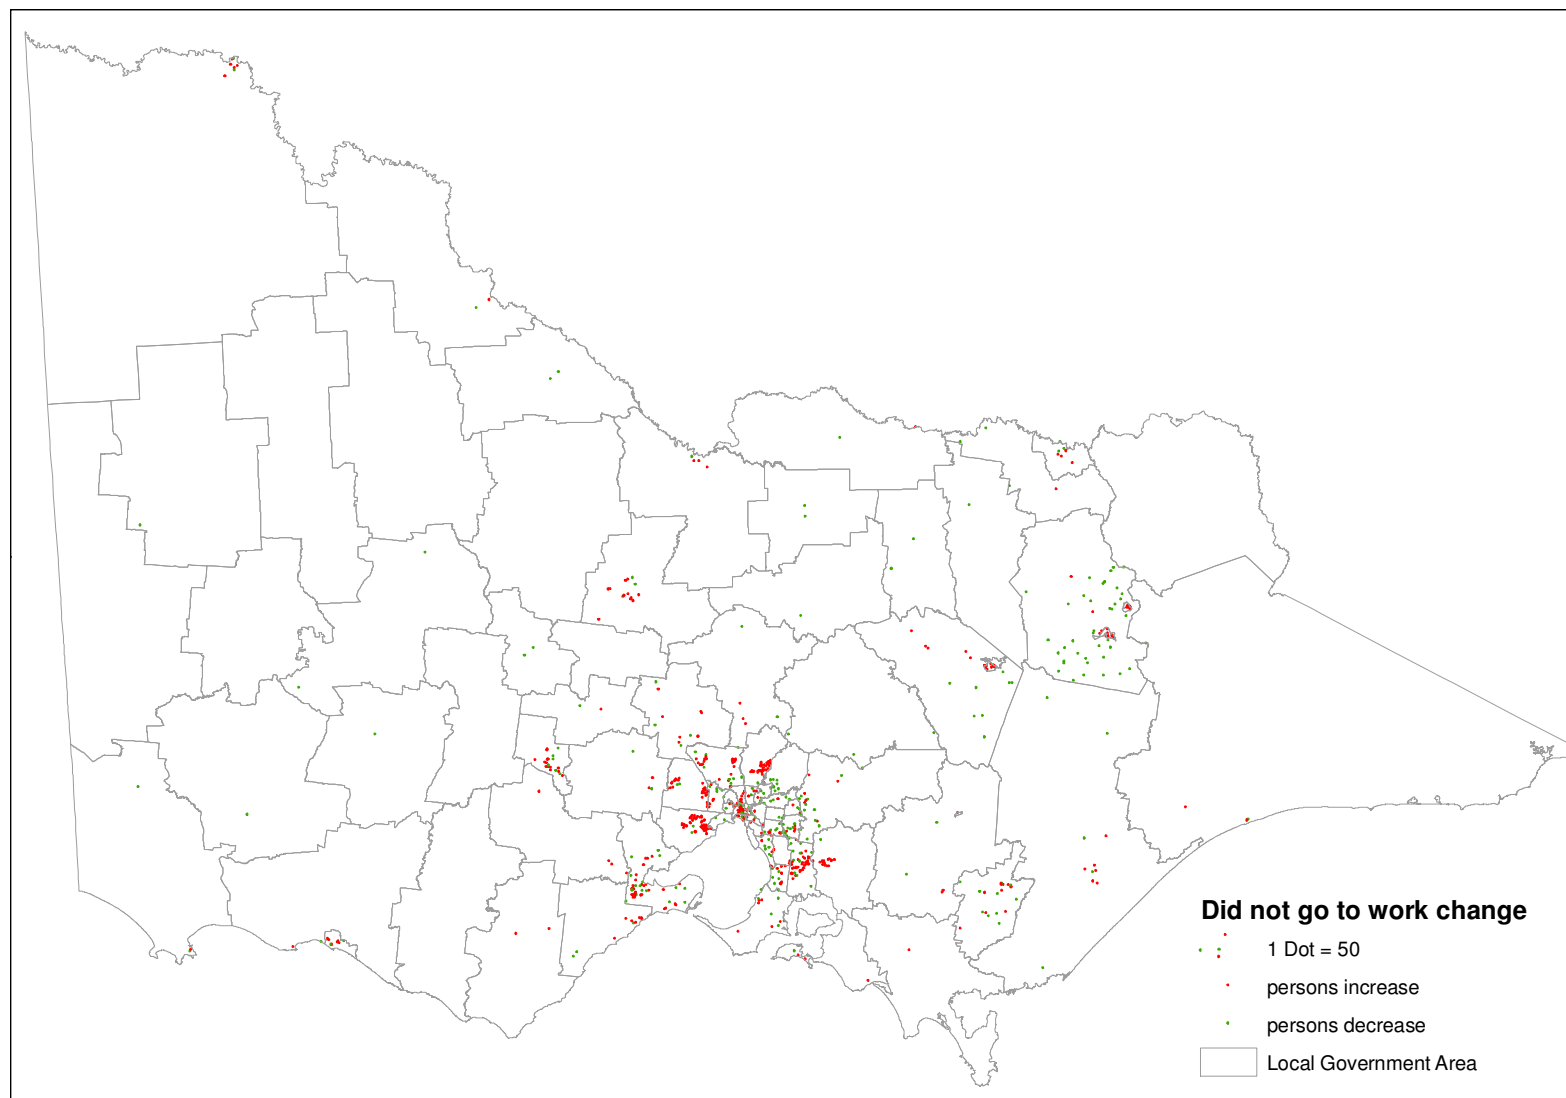 Did not go to work change
1 Dot = 50
persons increase
persons decrease
Local Government Area